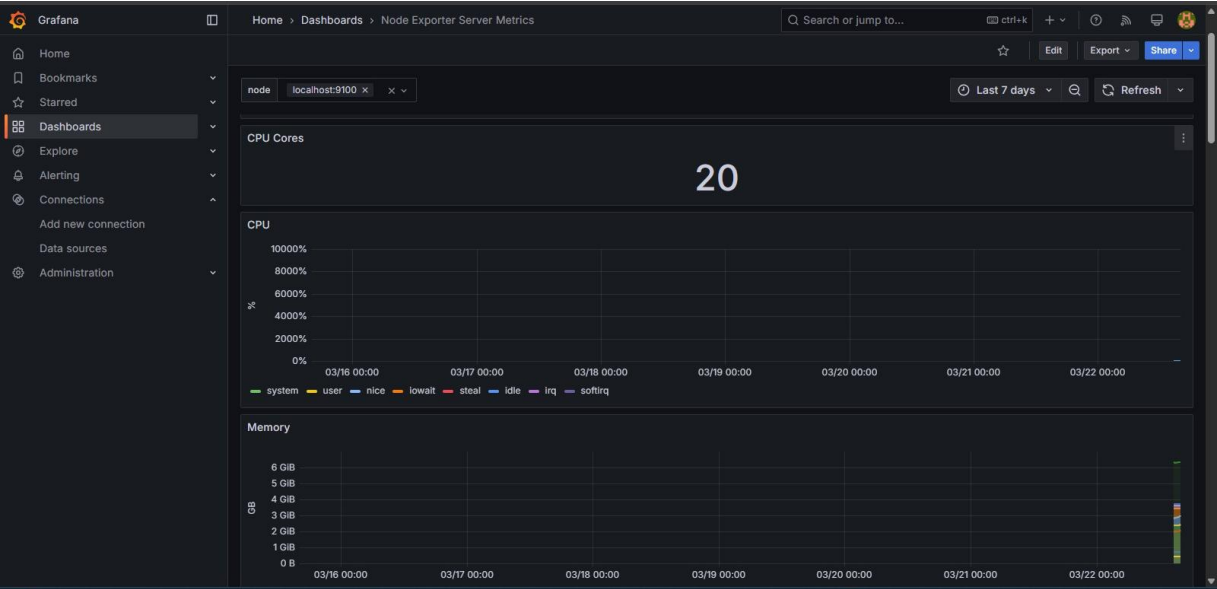 Grafana
Home › Dashboards › Node Exporter Server Metrics
Search or jump to...
ctrl+k
Home
Bookmarks
Starred
Dashboards
Explore
Alerting
Connections
Add new connection
Data sources
Administration
Edit
Export
Share
node
localhost:9100 ×
Last 7 days
Refresh
CPU Cores
20
CPU
10000%
8000%
6000%
4000%
2000%
0%
%
03/16 00:00 03/17 00:00 03/18 00:00 03/19 00:00 03/20 00:00 03/21 00:00 03/22 00:00
system user nice iowait steal idle irq softirq
Memory
6 GiB
5 GiB
4 GiB
3 GiB
2 GiB
1 GiB
0 B
GB
03/16 00:00 03/17 00:00 03/18 00:00 03/19 00:00 03/20 00:00 03/21 00:00 03/22 00:00